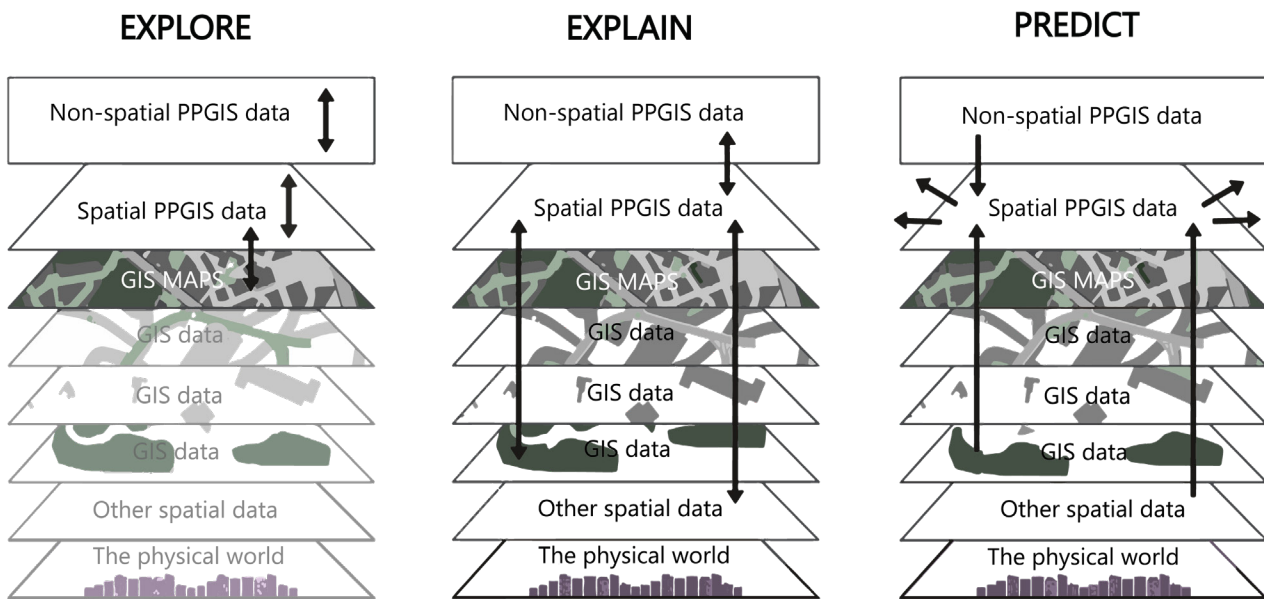 EXPLORE
Non-spatial PPGIS data
Spatial PPGIS data
GIS MAPS
GIS data
GIS data
GIS data
Other spatial data
The physical world
EXPLAIN
Non-spatial PPGIS data
Spatial PPGIS data
GIS MAPS
GIS data
GIS data
GIS data
Other spatial data
The physical world
PREDICT
Non-spatial PPGIS data
Spatial PPGIS data
GIS MAPS
GIS data
GIS data
GIS data
Other spatial data
The physical world